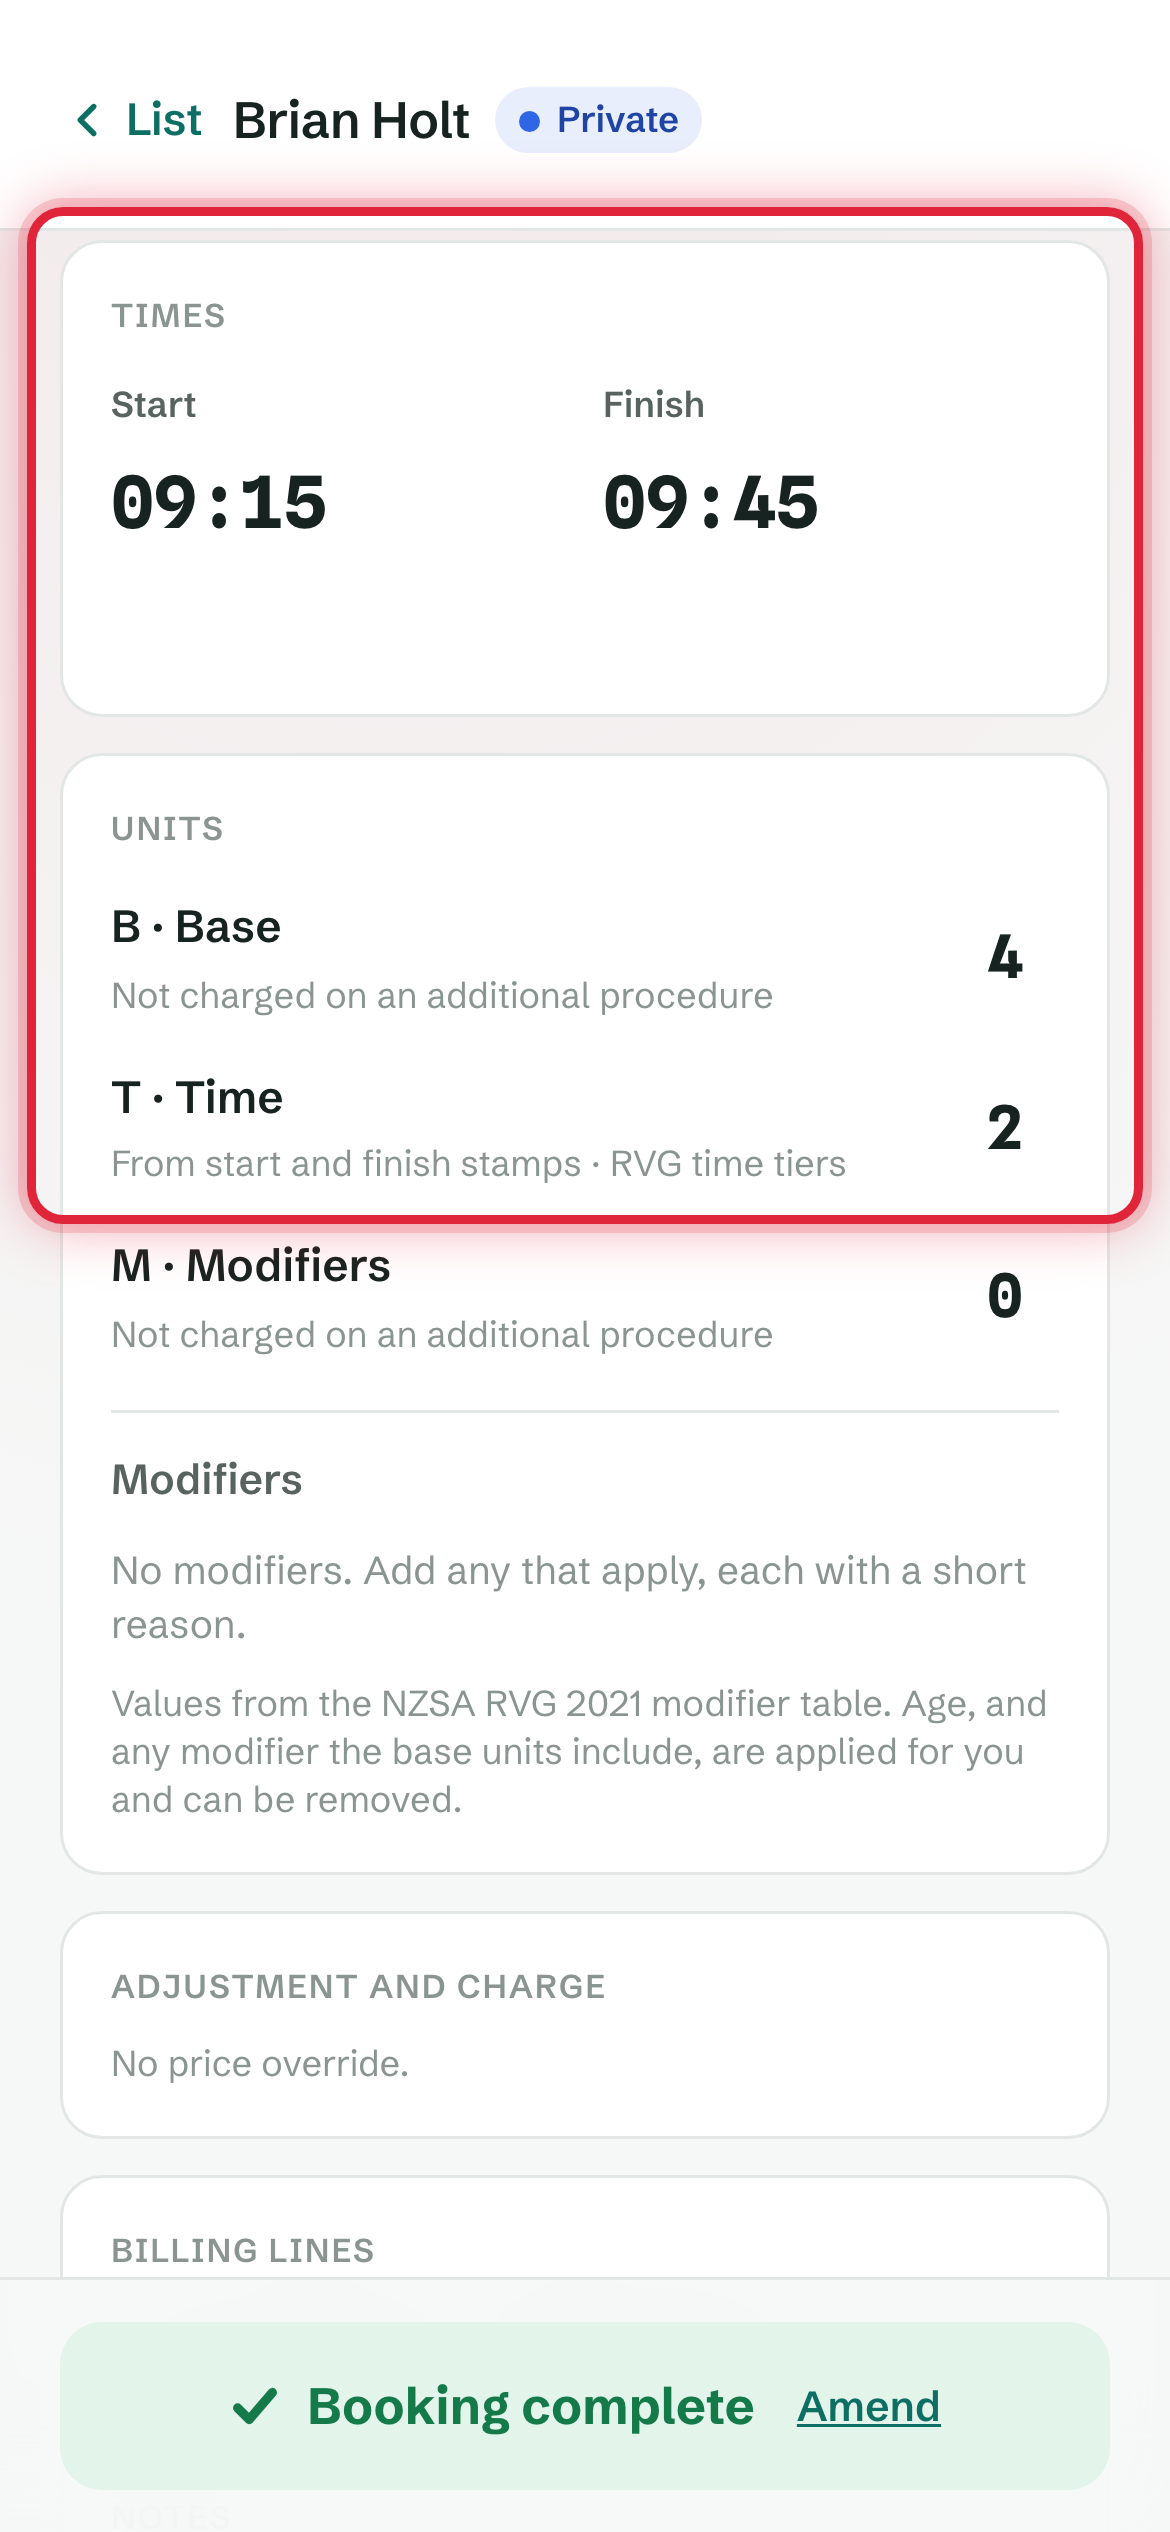 List Brian Holt Private
TIMES
Start Finish
09:15 09:45
UNITS
B · Base
4
Not charged on an additional procedure
T · Time
2
From start and finish stamps · RVG time tiers
M · Modifiers
0
Not charged on an additional procedure
Modifiers
No modifiers. Add any that apply, each with a short
reason.
Values from the NZSA RVG 2021 modifier table. Age, and
any modifier the base units include, are applied for you
and can be removed.
ADJUSTMENT AND CHARGE
No price override.
BILLING LINES
Booking complete Amend
NOTES